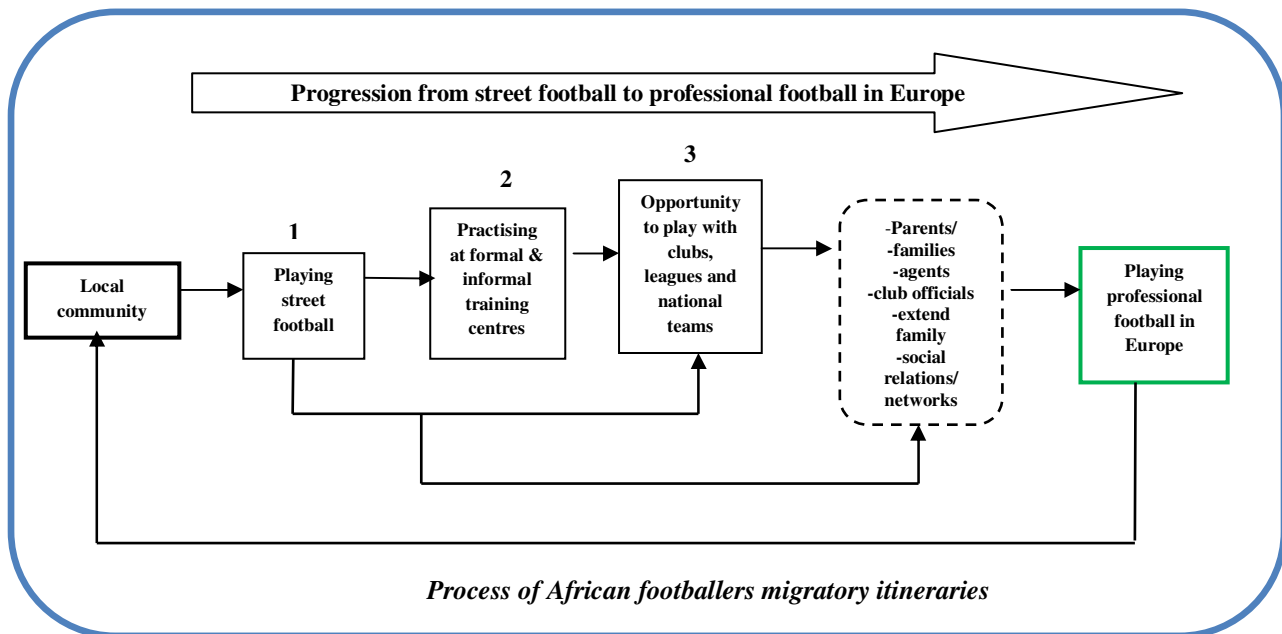 Progression from street football to professional football in Europe
Local
community
1
Playing
street
football
2
Practising
at formal &
informal
training
centres
3
Opportunity
to play with
clubs,
leagues and
national
teams
-Parents/
-families
-agents
-club officials
-extend
family
-social
relations/
networks
Playing
professional
football in
Europe
Process of African footballers migratory itineraries